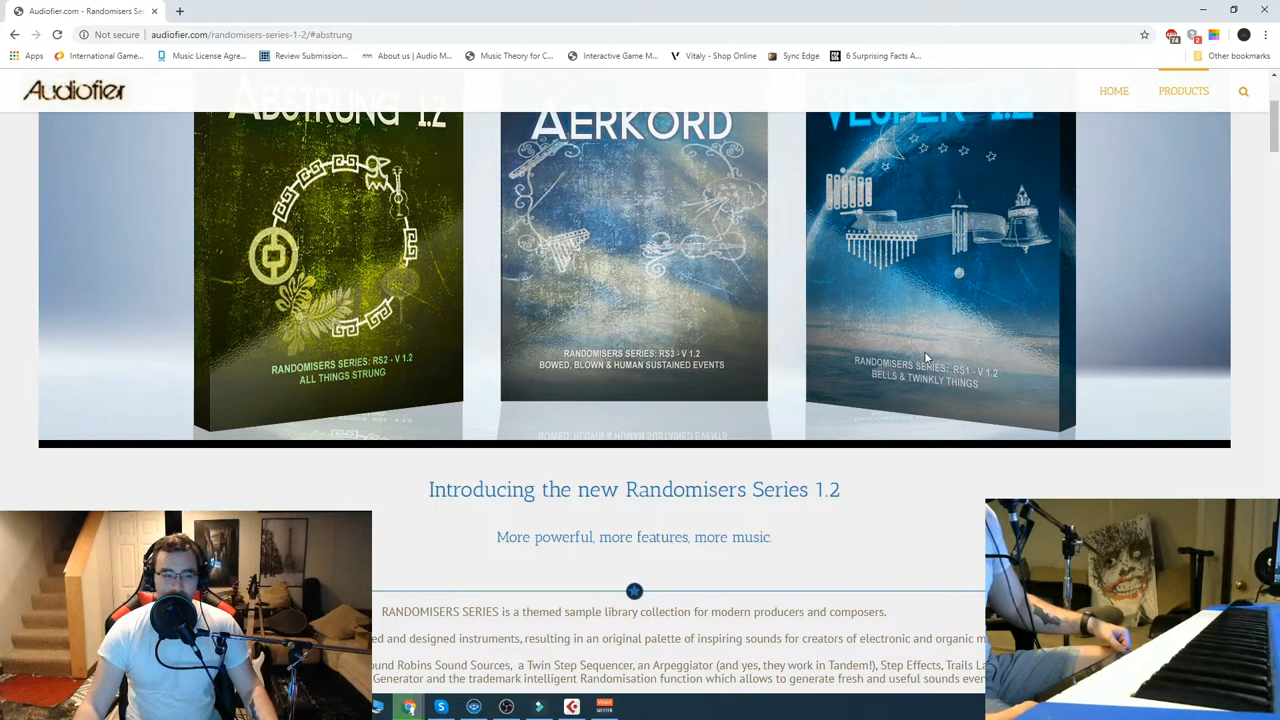 Audiofier.com - Randomisers Se
Not secure
audiofier.com/randomisers-series-1-2/#abstrung
Apps
International Game...
Music License Agre...
Review Submission...
About us | Audio M...
Music Theory for C...
Interactive Game M...
Vitaly - Shop Online
Sync Edge
6 Surprising Facts A...
Other bookmarks
Audiofier
HOME
PRODUCTS
ABSTRUNG 1.2
AERKORD
VESPER 1.2
RANDOMISERS SERIES: RS2 - V 1.2
ALL THINGS STRUNG
RANDOMISERS SERIES: RS3 - V 1.2
BOWED, BLOWN & HUMAN SUSTAINED EVENTS
RANDOMISERS SERIES: RS1 - V 1.2
BELLS & TWINKLY THINGS
Introducing the new Randomisers Series 1.2
More powerful, more features, more music.
RANDOMISERS SERIES is a themed sample library collection for modern producers and composers.
and designed instruments, resulting in an original palette of inspiring sounds for creators of electronic and organic
Robins Sound Sources, a Twin Step Sequencer, an Arpeggiator (and yes, they work in Tandem!), Step Effects, Trails
Generator and the trademark intelligent Randomisation function which allows to generate fresh and useful sounds